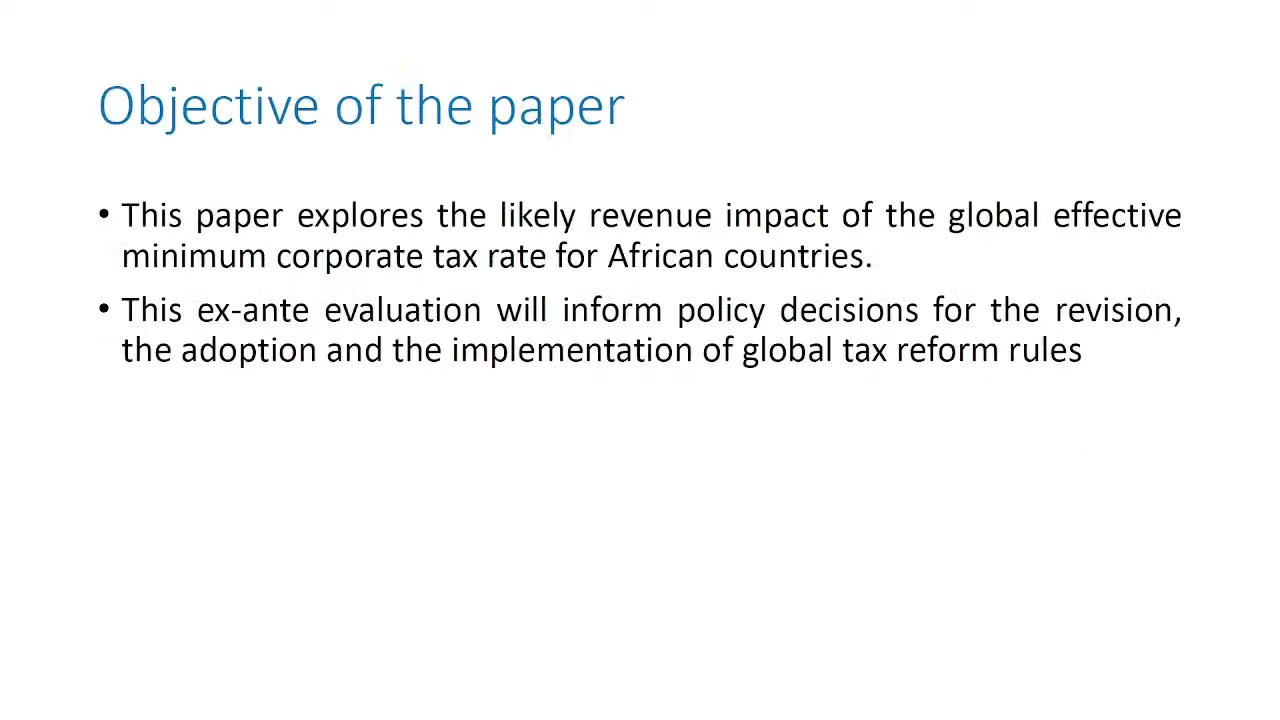 Objective of the paper
• This paper explores the likely revenue impact of the global effective
minimum corporate tax rate for African countries.
• This ex-ante evaluation will inform policy decisions for the revision,
the adoption and the implementation of global tax reform rules